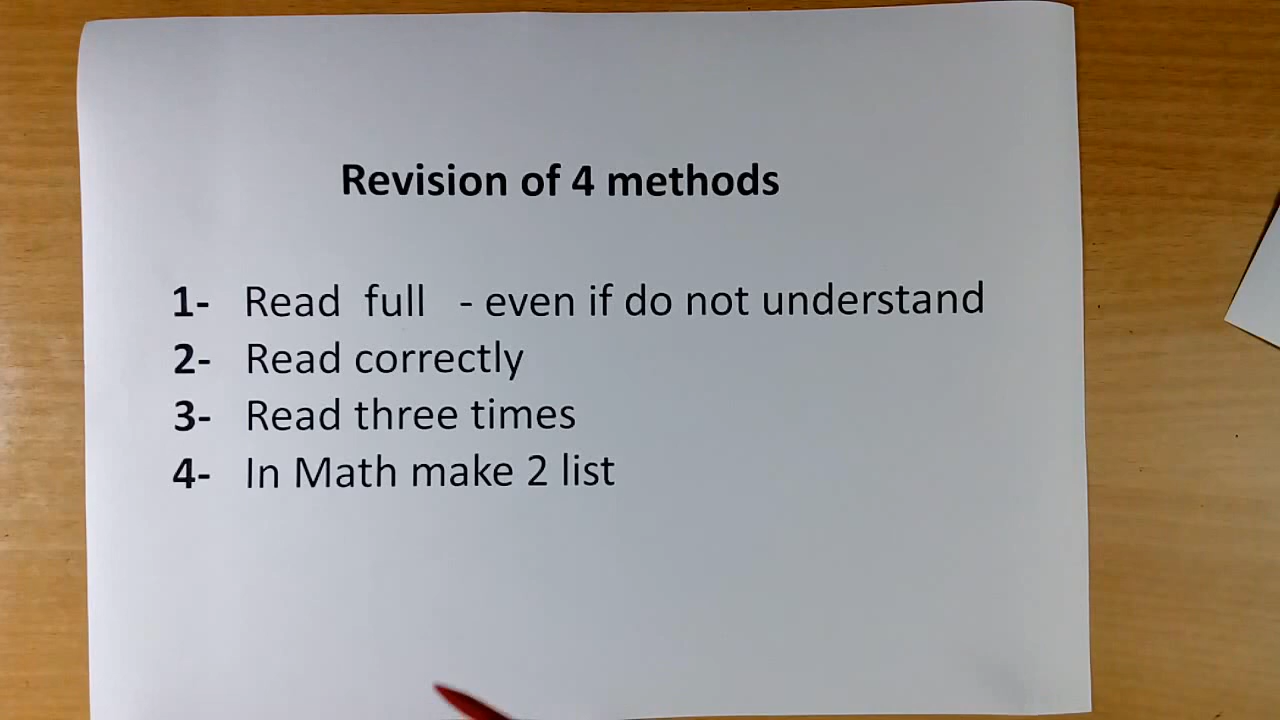 Revision of 4 methods
1- Read full - even if do not understand
2- Read correctly
3- Read three times
4- In Math make 2 list